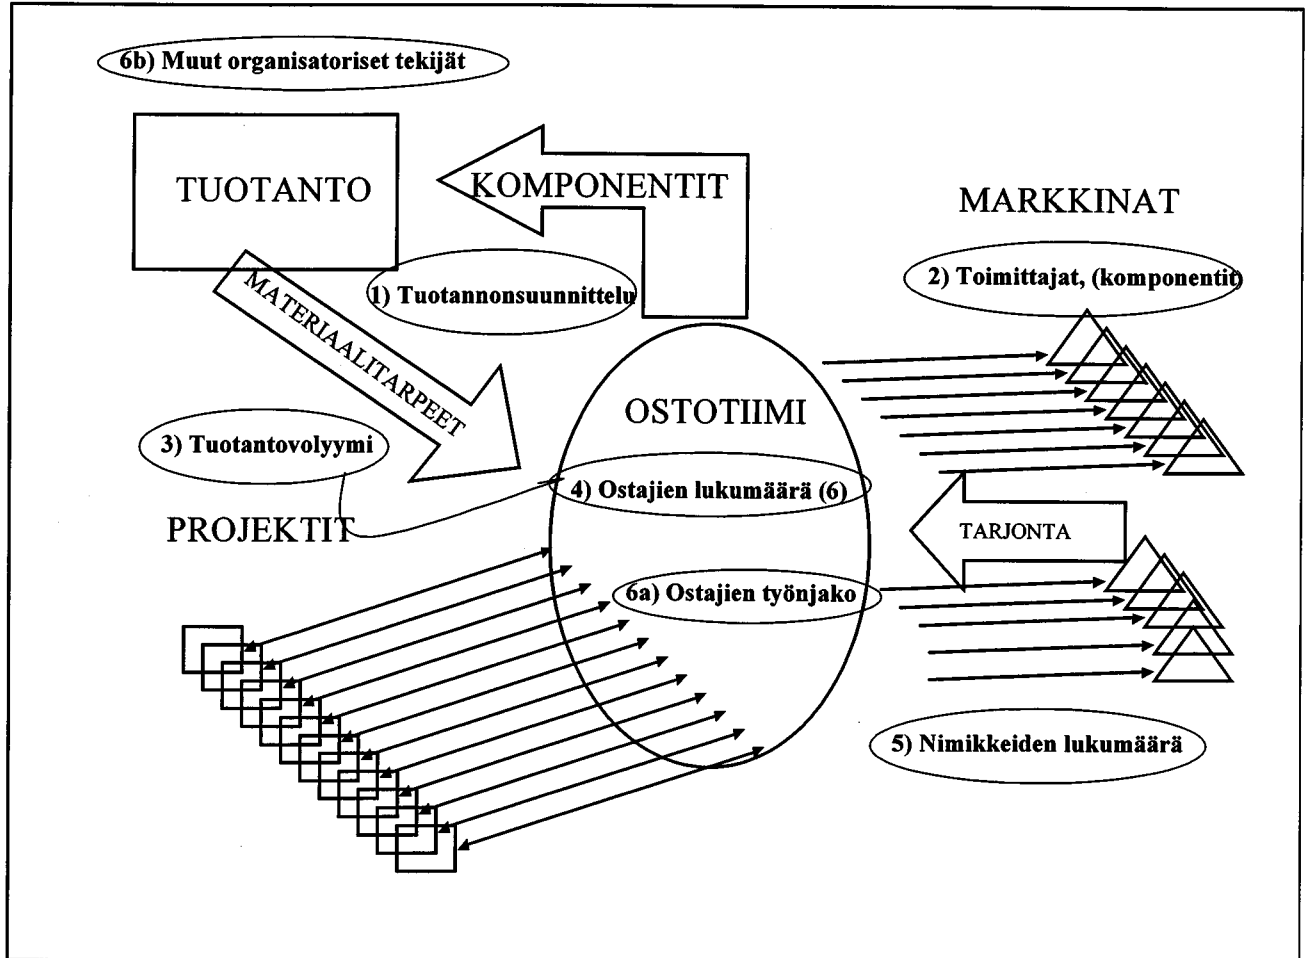 6b) Muut organisatoriset tekijät
TUOTANTO
KOMPONENTIT
MARKKINAT
1) Tuotannonsuunnittelu
2) Toimittajat, (komponentit)
MATERIAALITARPEET
OSTOTIIMI
3) Tuotantovolyymi
4) Ostajien lukumäärä (6)
PROJEKTIT
TARJONTA
6a) Ostajien työnjako
5) Nimikkeiden lukumäärä